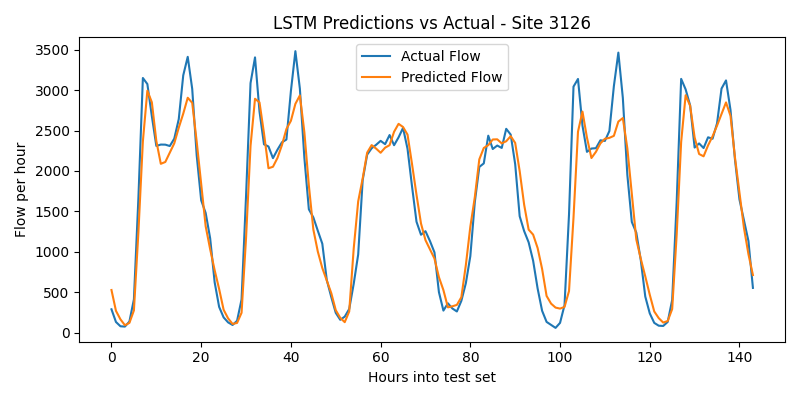 LSTM Predictions vs Actual - Site 3126
Actual Flow
Predicted Flow
Flow per hour
3500
3000
2500
2000
1500
1000
500
0
0 20 40 60 80 100 120 140
Hours into test set